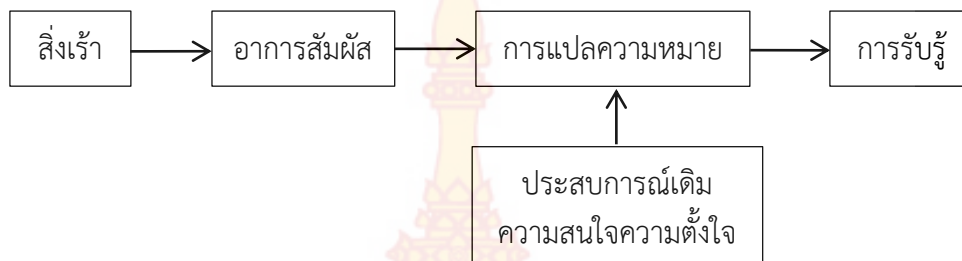 สิ่งเร้า
อาการสัมผัส
การแปลความหมาย
การรับรู้
ประสบการณ์เดิม
ความสนใจความตั้งใจ